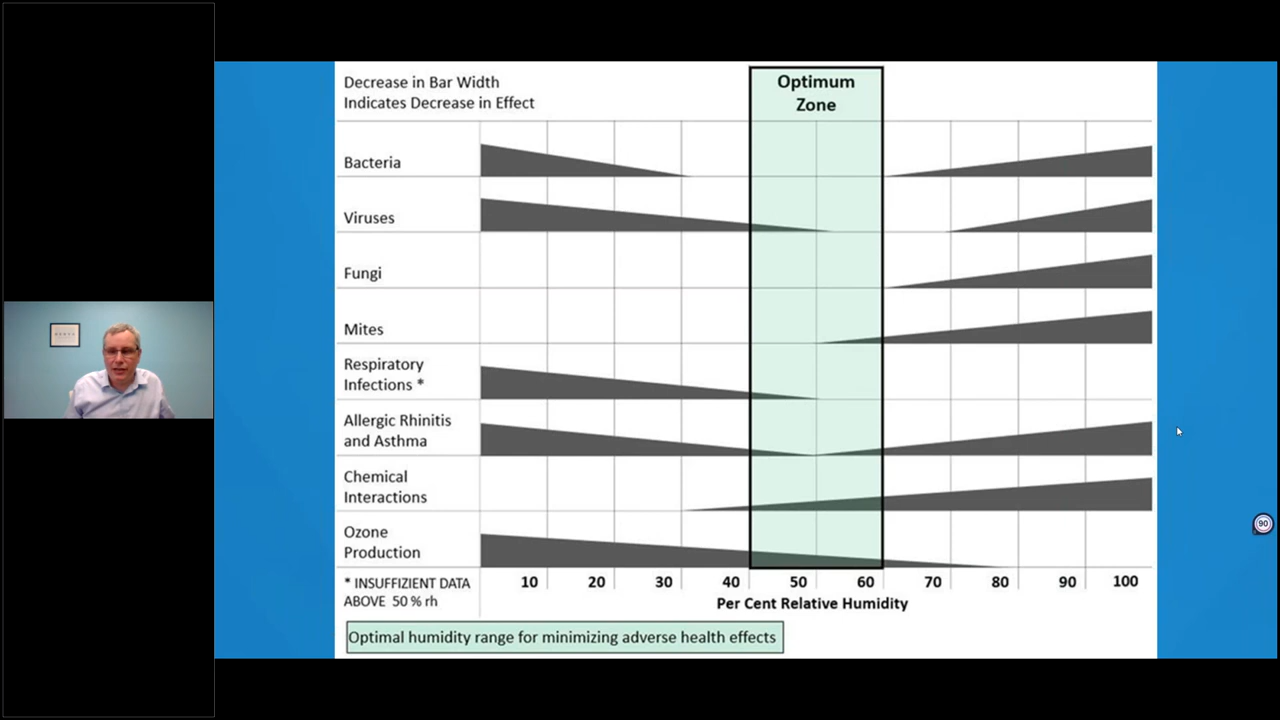 Decrease in Bar Width
Indicates Decrease in Effect
Optimum
Zone
Bacteria
Viruses
Fungi
Mites
Respiratory
Infections *
Allergic Rhinitis
and Asthma
Chemical
Interactions
Ozone
Production
* INSUFFIZIENT DATA
ABOVE 50 % rh
10 20 30 40 50 60 70 80 90 100
Per Cent Relative Humidity
Optimal humidity range for minimizing adverse health effects
90